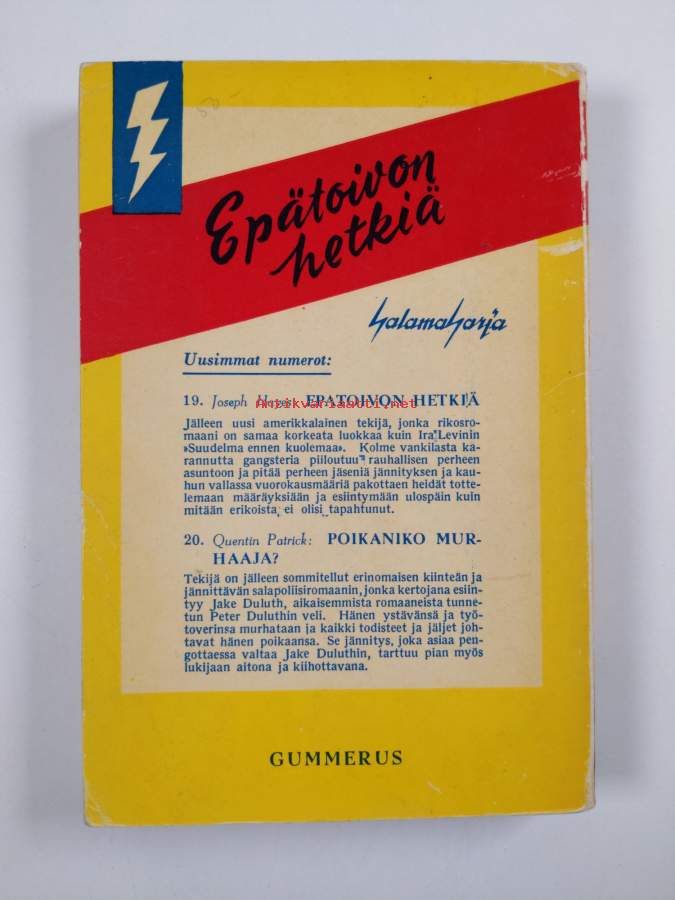 Epätoivon
hetkiä
Salamasarja
Uusimmat numerot:
19. Joseph Hayes: EPÄTOIVON HETKIÄ
antikvariaatti.net
Jälleen uusi amerikkalainen tekijä, jonka rikosro-
maani on samaa korkeata luokkaa kuin Ira Levinin
»Suudelma ennen kuolemaa». Kolme vankilasta ka-
rannutta gangsteria piiloutuu rauhallisen perheen
asuntoon ja pitää perheen jäseniä jännityksen ja kau-
hun vallassa vuorokausmääriä pakottaen heidät totte-
lemaan määräyksiään ja esiintymään ulospäin kuin
mitään erikoista ei olisi tapahtunut.
20. Quentin Patrick: POIKANIKO MUR-
HAAJA?
Tekijä on jälleen sommitellut erinomaisen kiinteän ja
jännittävän salapoliisiromaanin, jonka kertojana esiin-
tyy Jake Duluth, aikaisemmista romaaneista tunne-
tun Peter Duluthin veli. Hänen ystävänsä ja työ-
toverinsa murhataan ja kaikki todisteet ja jäljet joh-
tavat hänen poikaansa. Se jännitys, joka asiaa pen-
gottaessa valtaa Jake Duluthin, tarttuu pian myös
lukijaan aitona ja kiihottavana.
GUMMERUS